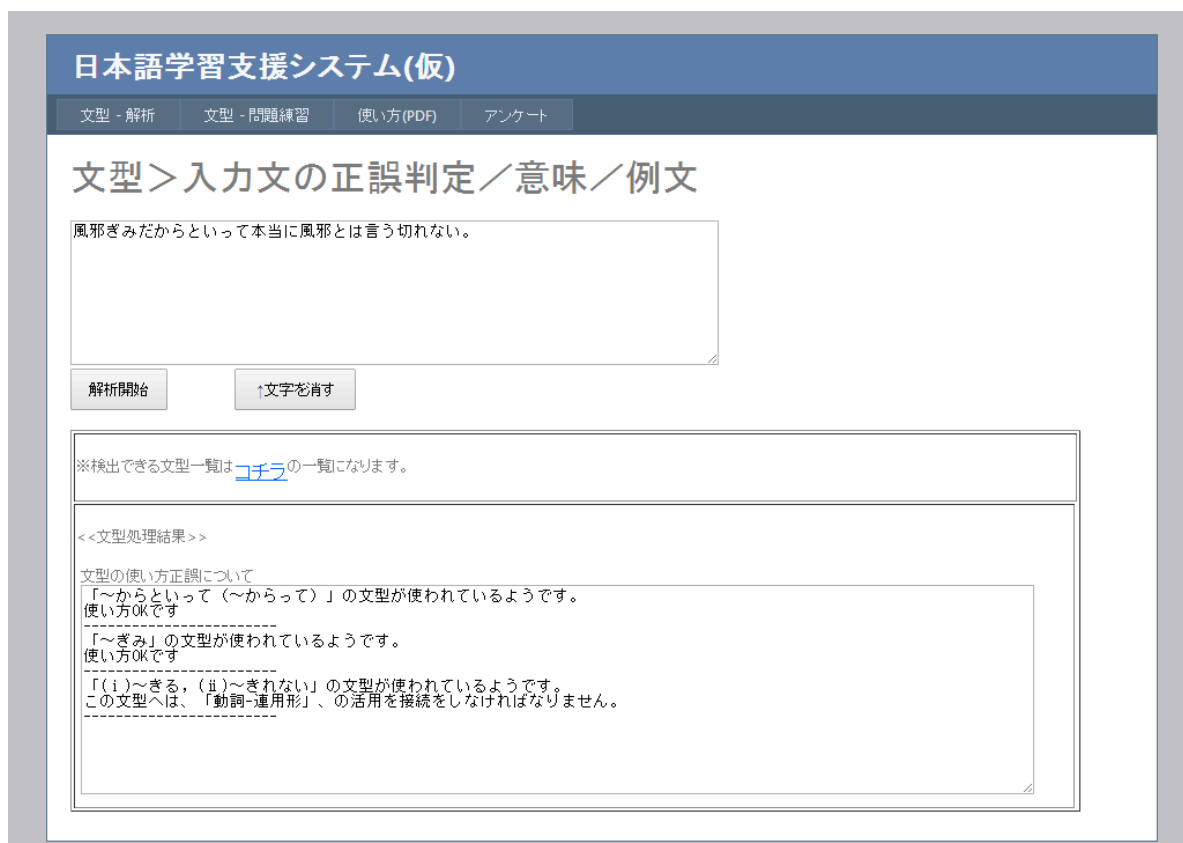 日本語学習支援システム(仮)
文型 - 解析 文型 - 問題練習 使い方(PDF) アンケート
文型＞入力文の正誤判定／意味／例文
風邪ぎみだからといって本当に風邪とは言う切れない。
解析開始 ↑文字を消す
※検出できる文型一覧はコチラの一覧になります。
<<文型処理結果>>
文型の使い方正誤について
「～からといって（～からって）」の文型が使われているようです。
使い方OKです
------------------------
「～ぎみ」の文型が使われているようです。
使い方OKです
------------------------
「(ⅰ)～きる，(ⅱ)～きれない」の文型が使われているようです。
この文型へは、「動詞-連用形」、の活用を接続をしなければなりません。
------------------------